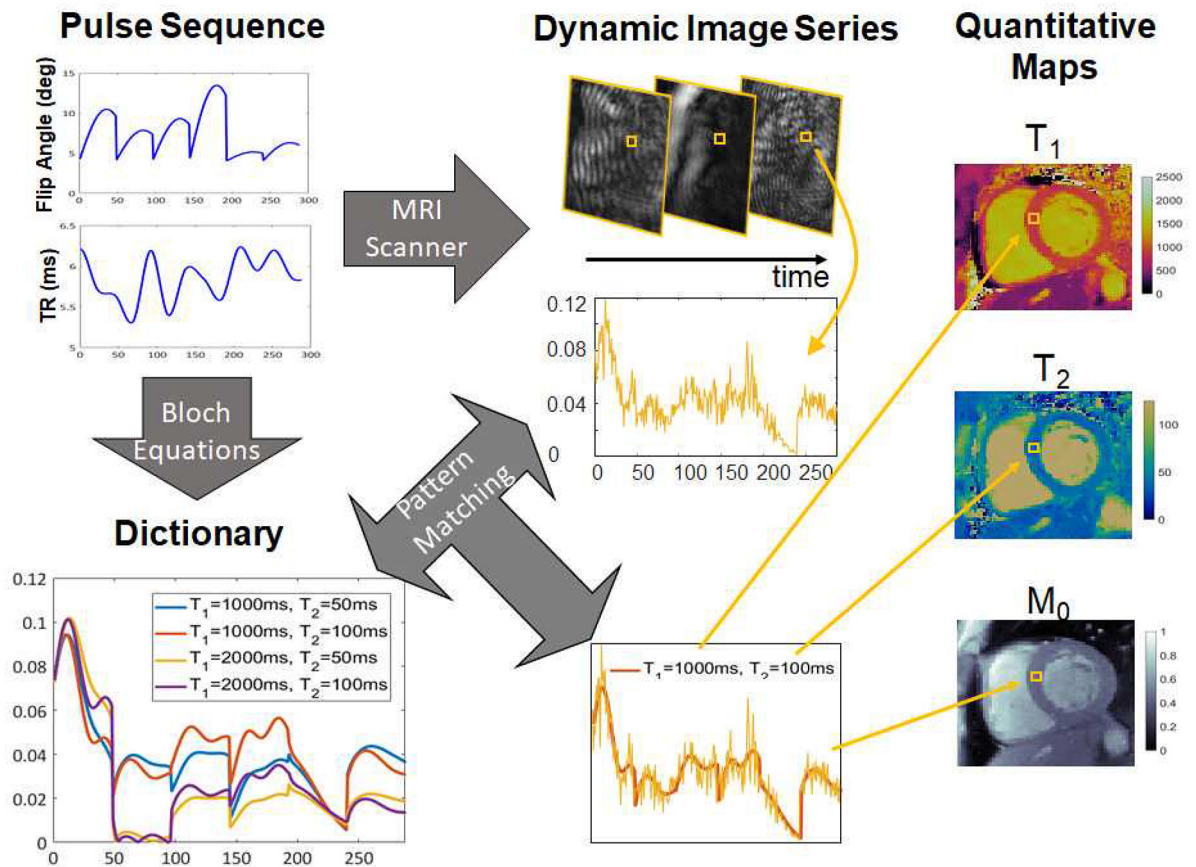 Pulse Sequence
Flip Angle (deg)
15
10
5
0
0 50 100 150 200 250 300
TR (ms)
6.5
6
5.5
5
0 50 100 150 200 250 300
Bloch
Equations
MRI
Scanner
Dynamic Image Series
time
0.12
0.08
0.04
0
0 50 100 150 200 250
Pattern
Matching
Dictionary
0.12
0.1
0.08
0.06
0.04
0.02
0
0 50 100 150 200 250
T1=1000ms, T2=50ms
T1=1000ms, T2=100ms
T1=2000ms, T2=50ms
T1=2000ms, T2=100ms
T1=1000ms, T2=100ms
Quantitative
Maps
T1
2500
2000
1500
1000
500
0
T2
100
50
0
M0
1
0.8
0.6
0.4
0.2
0